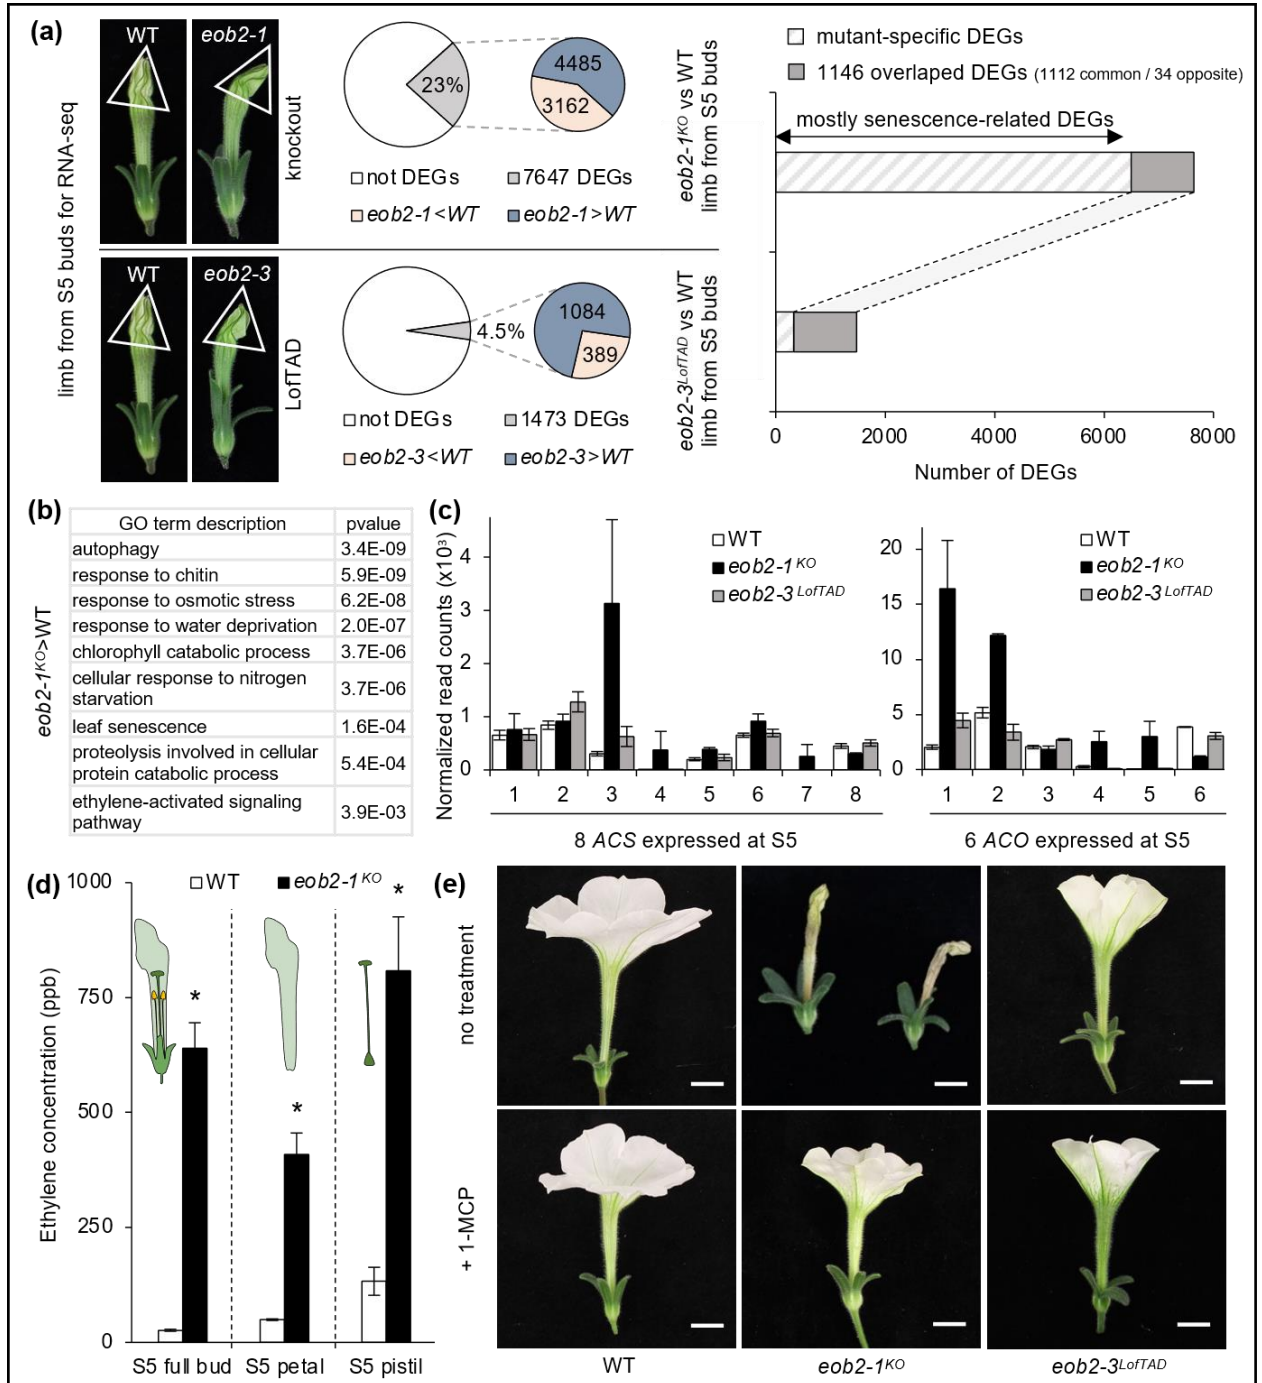 (a)
limb from S5 buds for RNA-seq
WT
eob2-1
knockout
23%
4485
3162
not DEGs
7647 DEGs
eob2-1<WT
eob2-1>WT
WT
eob2-3
LofTAD
4.5%
1084
389
not DEGs
1473 DEGs
eob2-3<WT
eob2-3>WT
mutant-specific DEGs
1146 overlaped DEGs (1112 common / 34 opposite)
mostly senescence-related DEGs
eob2-1KO vs WT
limb from S5 buds
eob2-3LofTAD vs WT
limb from S5 buds
0 2000 4000 6000 8000
Number of DEGs
(b)
eob2-1KO>WT
GO term description pvalue
autophagy 3.4E-09
response to chitin 5.9E-09
response to osmotic stress 6.2E-08
response to water deprivation 2.0E-07
chlorophyll catabolic process 3.7E-06
cellular response to nitrogen
starvation 3.7E-06
leaf senescence 1.6E-04
proteolysis involved in cellular
protein catabolic process 5.4E-04
ethylene-activated signaling
pathway 3.9E-03
(c)
Normalized read counts (x10³)
4
3
2
1
0
WT
eob2-1KO
eob2-3LofTAD
1 2 3 4 5 6 7 8
8 ACS expressed at S5
20
15
10
5
0
WT
eob2-1KO
eob2-3LofTAD
1 2 3 4 5 6
6 ACO expressed at S5
(d)
Ethylene concentration (ppb)
1000
750
500
250
0
WT
eob2-1KO
*
*
*
S5 full bud S5 petal S5 pistil
(e)
no treatment
+ 1-MCP
WT
eob2-1KO
eob2-3LofTAD